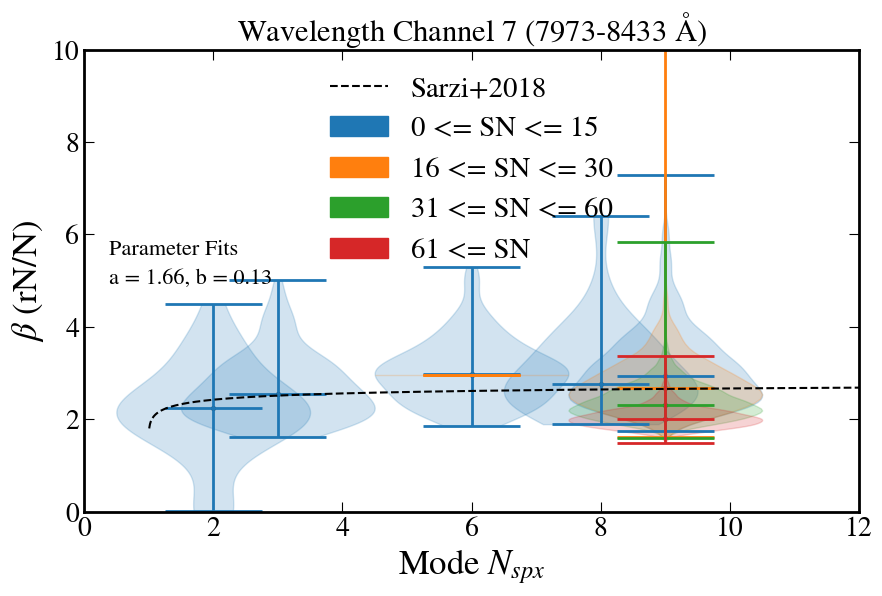 Wavelength Channel 7 (7973-8433 Å)
10
8
6
4
2
0
β (rN/N)
Sarzi+2018
0 <= SN <= 15
16 <= SN <= 30
31 <= SN <= 60
61 <= SN
Parameter Fits
a = 1.66, b = 0.13
0 2 4 6 8 10 12
Mode N_{spx}